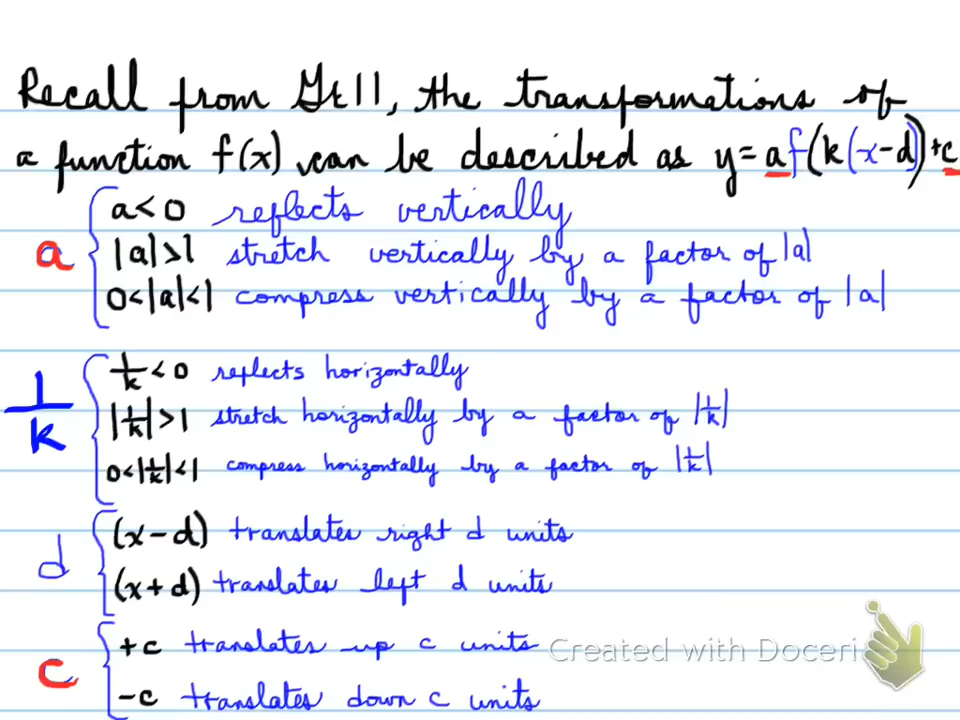 Recall from Gr 11, the transformations of
a function f(x) can be described as y=af(k(x-d))+c
a
a<0 reflects vertically
|a|>1 stretch vertically by a factor of |a|
0<|a|<1 compress vertically by a factor of |a|
1/k
1/k<0 reflects horizontally
|1/k|>1 stretch horizontally by a factor of |1/k|
0<|1/k|<1 compress horizontally by a factor of |1/k|
d
(x-d) translates right d units
(x+d) translates left d units
c
+c translates up c units
-c translates down c units
Created with Doceri